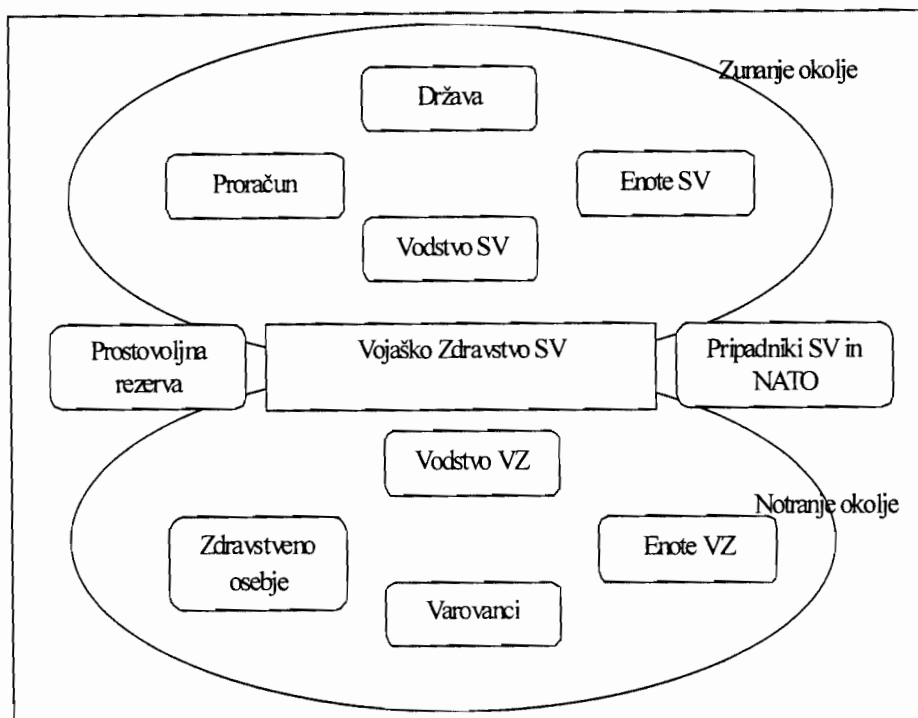 Zunanje okolje
Država
Proračun
Enote SV
Vodstvo SV
Prostovoljna
rezerva
Vojaško Zdravstvo SV
Pripadniki SV in
NATO
Vodstvo VZ
Notranje okolje
Zdravstveno
osebje
Enote VZ
Varovanci